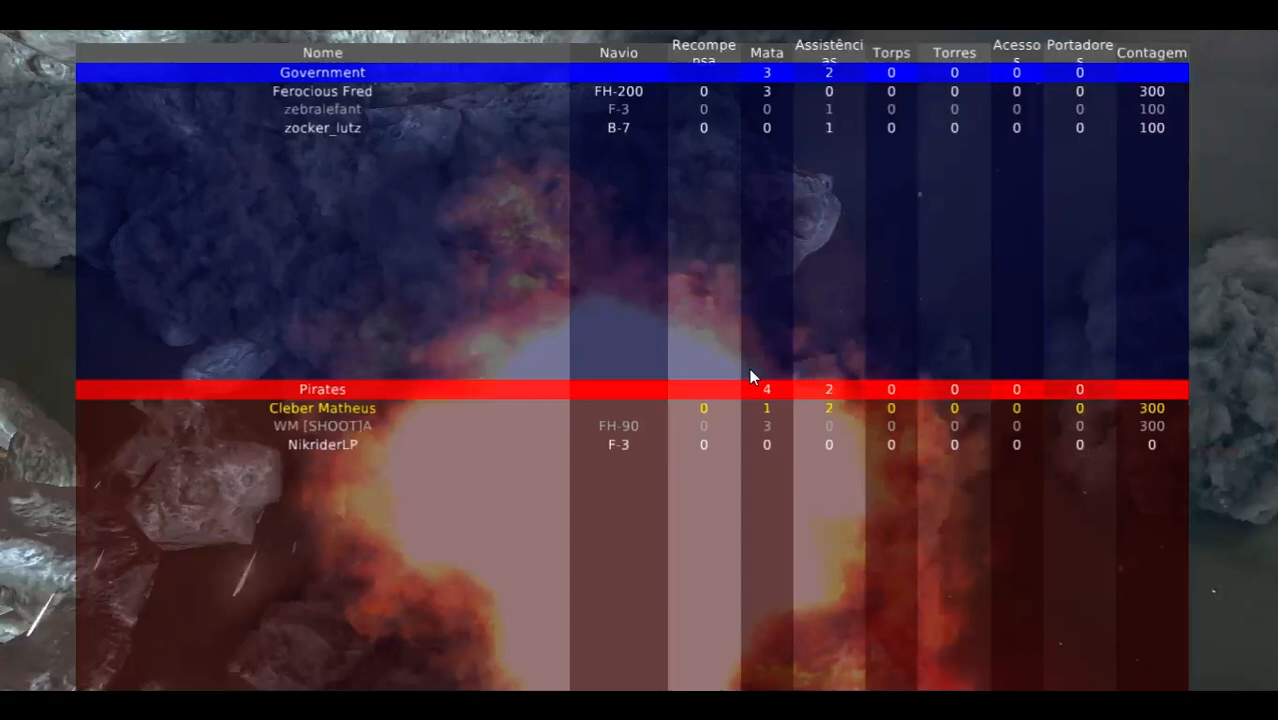 Nome Navio Recompensa Mata Assistências Torps Torres Acessos Portadores Contagem
Government 3 2 0 0 0 0
Ferocious Fred FH-200 0 3 0 0 0 0 0 300
zebralefant F-3 0 0 1 0 0 0 0 100
zocker_lutz B-7 0 0 1 0 0 0 0 100
Pirates 4 2 0 0 0 0
Cleber Matheus 0 1 2 0 0 0 0 300
WM [SHOOT]A FH-90 0 3 0 0 0 0 0 300
NikriderLP F-3 0 0 0 0 0 0 0 0